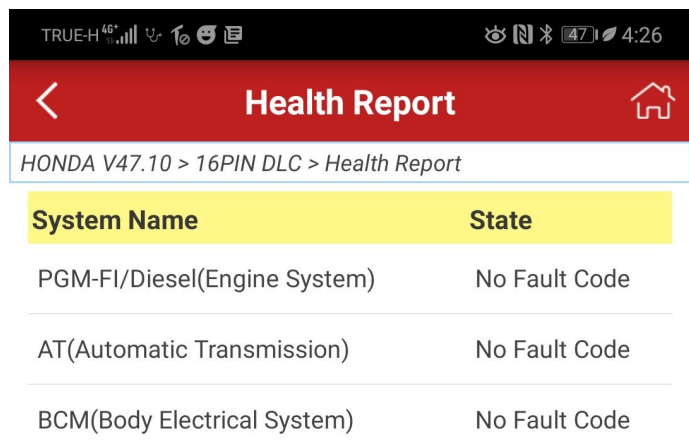 TRUE-H 4G+ 47 4:26
Health Report
HONDA V47.10 > 16PIN DLC > Health Report
System Name State
PGM-FI/Diesel(Engine System) No Fault Code
AT(Automatic Transmission) No Fault Code
BCM(Body Electrical System) No Fault Code